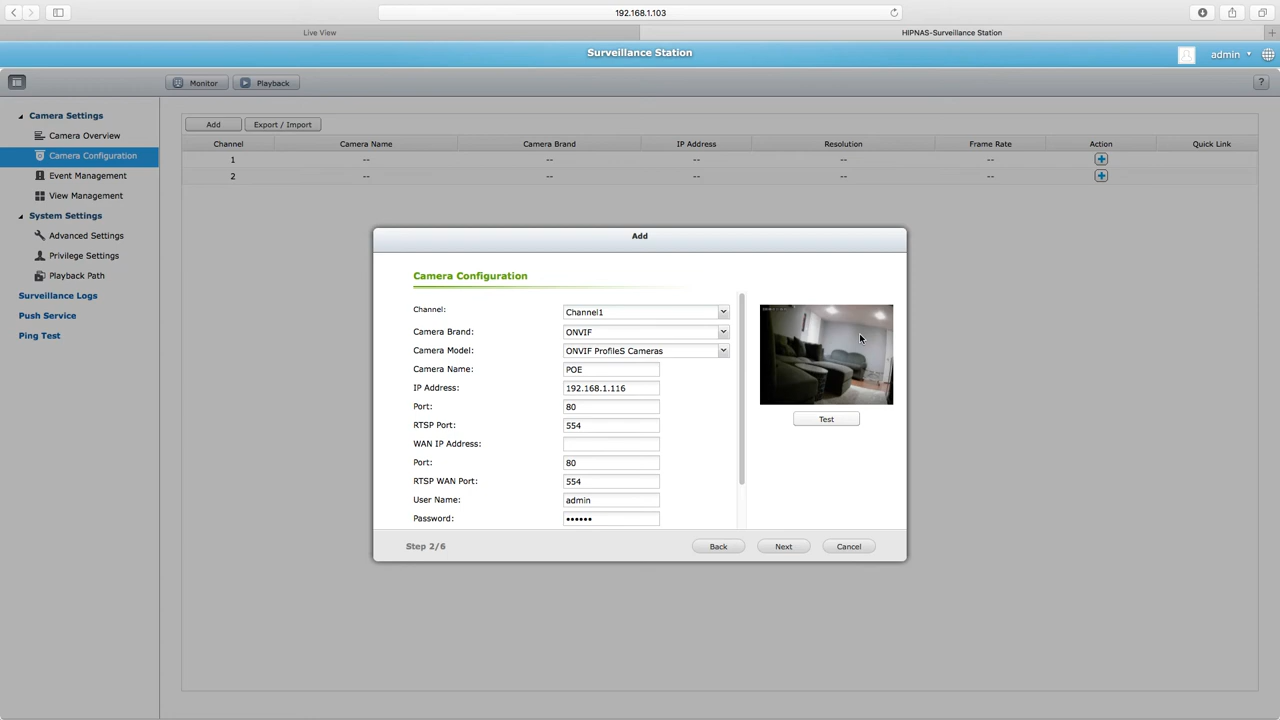 192.168.1.103
Live View
HIPNAS-Surveillance Station
Surveillance Station
admin
Monitor
Playback
?
Camera Settings
Camera Overview
Camera Configuration
Event Management
View Management
System Settings
Advanced Settings
Privilege Settings
Playback Path
Surveillance Logs
Push Service
Ping Test
Add
Export / Import
Channel Camera Name Camera Brand IP Address Resolution Frame Rate Action Quick Link
1 -- -- -- -- --
2 -- -- -- -- --
Add
Camera Configuration
Channel: Channel1
Camera Brand: ONVIF
Camera Model: ONVIF ProfileS Cameras
Camera Name: POE
IP Address: 192.168.1.116
Port: 80
RTSP Port: 554
WAN IP Address:
Port: 80
RTSP WAN Port: 554
User Name: admin
Password: ••••••
Test
Step 2/6
Back
Next
Cancel